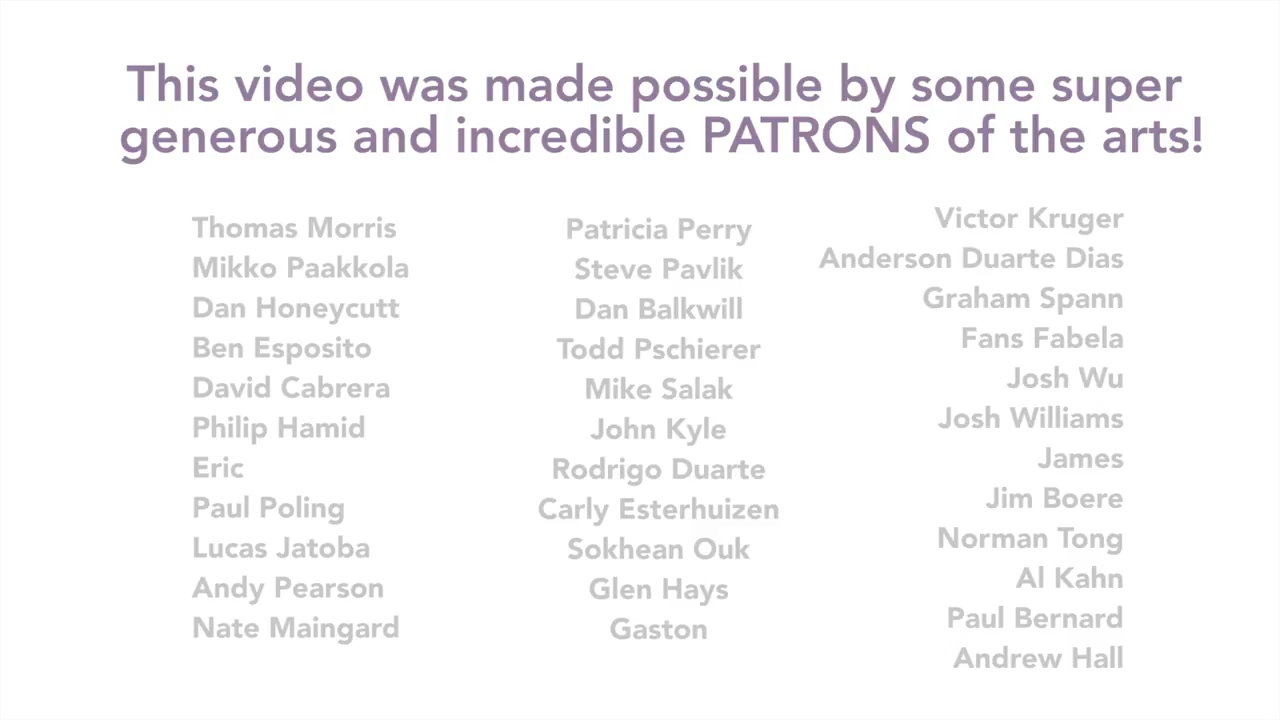 This video was made possible by some super
generous and incredible PATRONS of the arts!
Thomas Morris
Mikko Paakkola
Dan Honeycutt
Ben Esposito
David Cabrera
Philip Hamid
Eric
Paul Poling
Lucas Jatoba
Andy Pearson
Nate Maingard
Patricia Perry
Steve Pavlik
Dan Balkwill
Todd Pschierer
Mike Salak
John Kyle
Rodrigo Duarte
Carly Esterhuizen
Sokhean Ouk
Glen Hays
Gaston
Victor Kruger
Anderson Duarte Dias
Graham Spann
Fans Fabela
Josh Wu
Josh Williams
James
Jim Boere
Norman Tong
Al Kahn
Paul Bernard
Andrew Hall